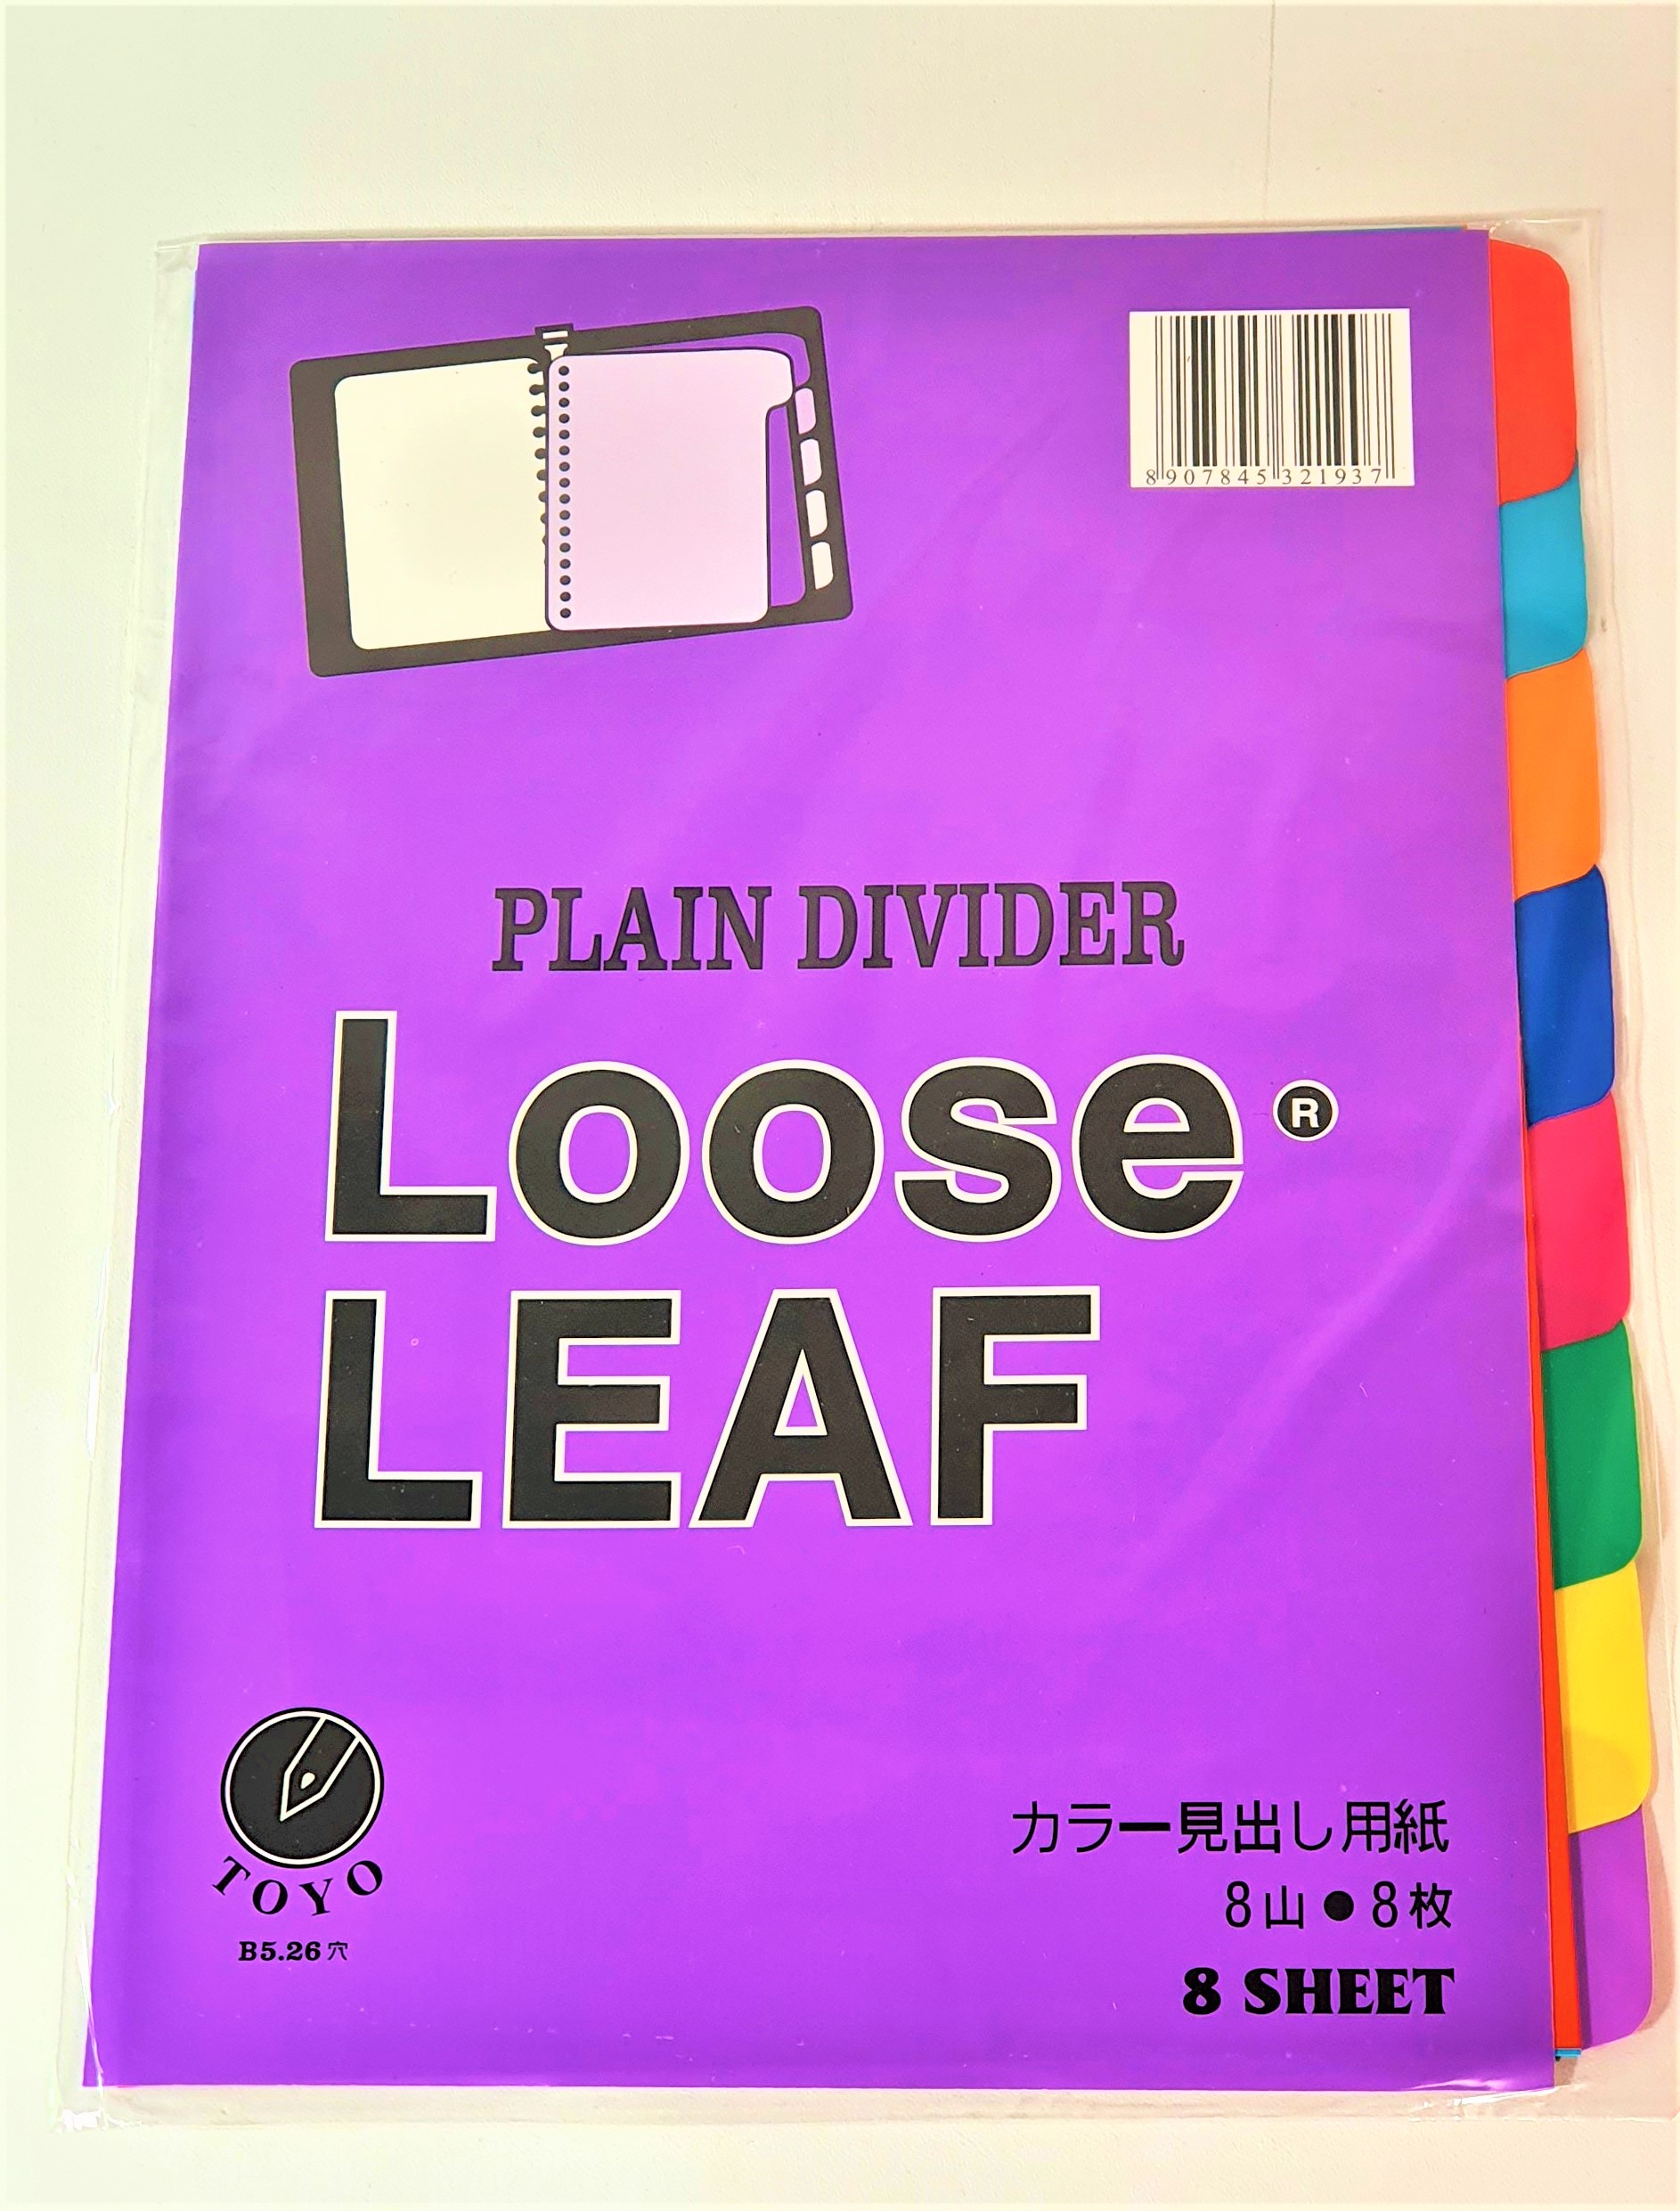 8907845321937
PLAIN DIVIDER
Loose®
LEAF
TOYO
B5.26穴
カラー見出し用紙
8山●8枚
8 SHEET